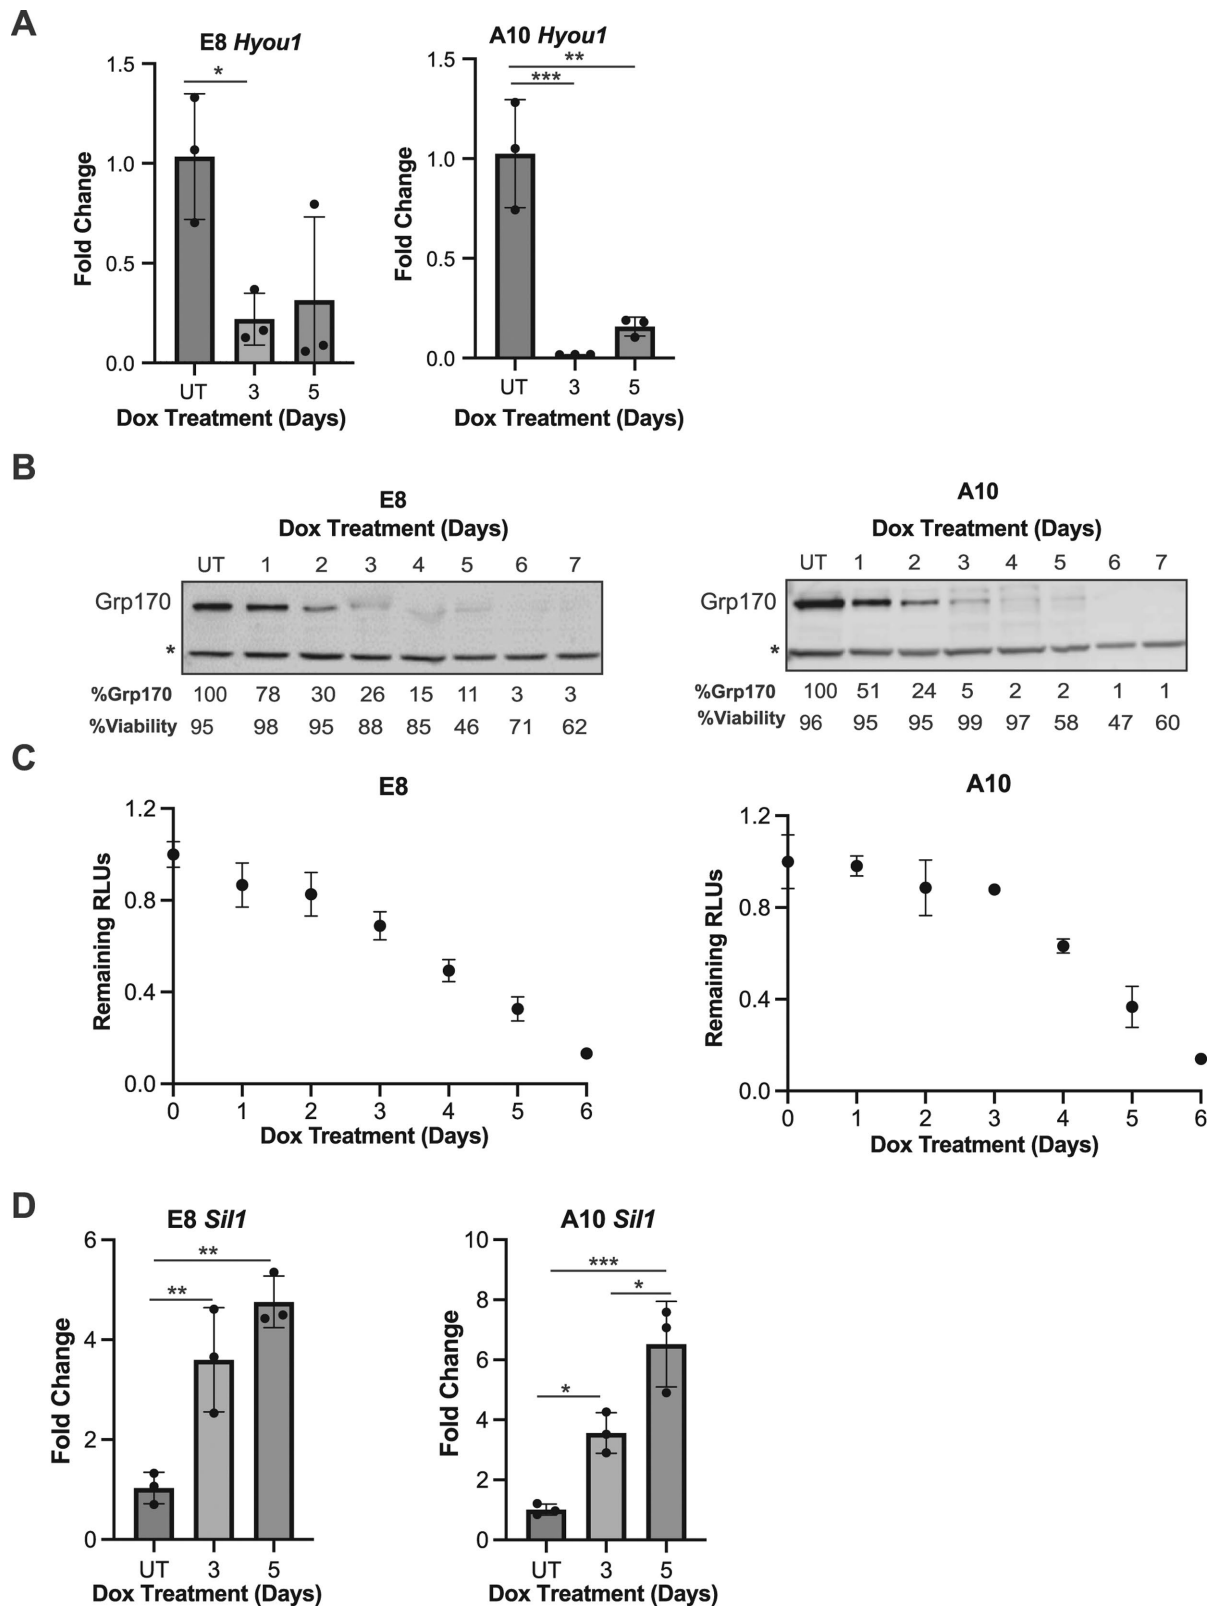 A
E8 Hyou1
A10 Hyou1
* 
*** **
Fold Change
1.5
1.0
0.5
0.0
UT 3 5
Dox Treatment (Days)
Fold Change
1.5
1.0
0.5
0.0
UT 3 5
Dox Treatment (Days)
B
E8
Dox Treatment (Days)
UT 1 2 3 4 5 6 7
Grp170
*
%Grp170 100 78 30 26 15 11 3 3
%Viability 95 98 95 88 85 46 71 62
A10
Dox Treatment (Days)
UT 1 2 3 4 5 6 7
Grp170
*
%Grp170 100 51 24 5 2 2 1 1
%Viability 96 95 95 99 97 58 47 60
C
E8
Remaining RLUs
1.2
0.8
0.4
0.0
0 1 2 3 4 5 6
Dox Treatment (Days)
A10
Remaining RLUs
1.2
0.8
0.4
0.0
0 1 2 3 4 5 6
Dox Treatment (Days)
D
E8 Sil1
**
**
Fold Change
6
4
2
0
UT 3 5
Dox Treatment (Days)
A10 Sil1
***
*
*
Fold Change
10
8
6
4
2
0
UT 3 5
Dox Treatment (Days)